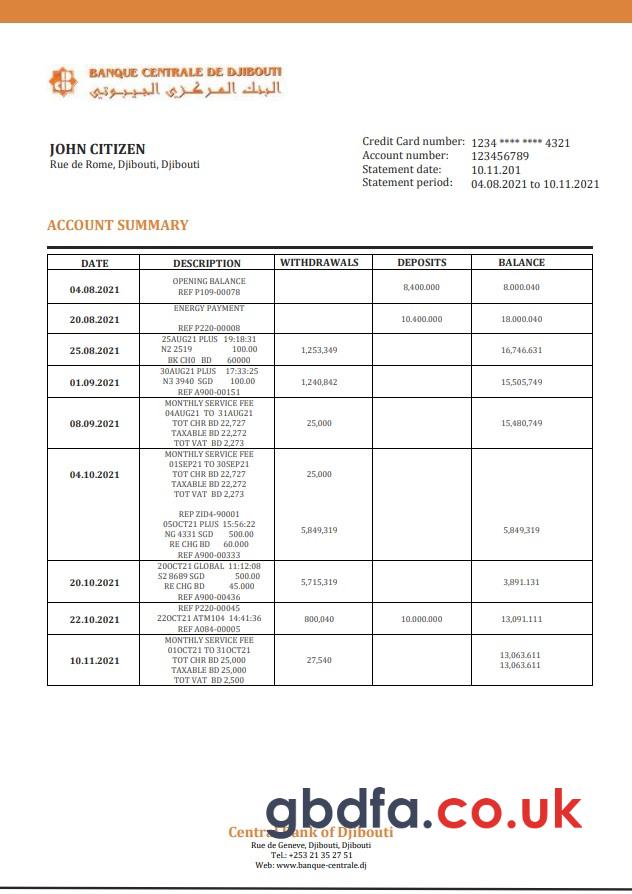 BANQUE CENTRALE DE DJIBOUTI
البنك المركزي الجيبوتي
JOHN CITIZEN
Rue de Rome, Djibouti, Djibouti
Credit Card number: 1234 **** **** 4321
Account number: 123456789
Statement date: 10.11.201
Statement period: 04.08.2021 to 10.11.2021
ACCOUNT SUMMARY
DATE DESCRIPTION WITHDRAWALS DEPOSITS BALANCE
04.08.2021 OPENING BALANCE 8,400.000 8.000.040
REF P109-00078
20.08.2021 ENERGY PAYMENT 10.400.000 18.000.040
REF P220-00008
25.08.2021 25AUG21 PLUS 19:18:31 1,253,349 16,746.631
N2 2519 100.00
BK CH0 BD 60000
01.09.2021 30AUG21 PLUS 17:33:25 1,240,842 15,505,749
N3 3940 SGD 100.00
REF A900-00151
08.09.2021 MONTHLY SERVICE FEE 25,000 15,480,749
04AUG21 TO 31AUG21
TOT CHR BD 22,727
TAXABLE BD 22,272
TOT VAT BD 2,273
04.10.2021 MONTHLY SERVICE FEE 25,000
01SEP21 TO 30SEP21
TOT CHR BD 22,727
TAXABLE BD 22,272
TOT VAT BD 2,273
REP ZID4-90001
05OCT21 PLUS 15:56:22 5,849,319 5,849,319
NG 4331 SGD 500.00
RE CHG BD 60.000
REF A900-00333
20.10.2021 20OCT21 GLOBAL 11:12:08 5,715,319 3,891.131
S2 8689 SGD 500.00
RE CHG BD 45.000
REF A900-00436
22.10.2021 REF P220-00045 800,040 10.000.000 13,091.111
22OCT21 ATM104 14:41:36
REF A084-00005
10.11.2021 MONTHLY SERVICE FEE 27,540 13,063.611
01OCT21 TO 31OCT21 13,063.611
TOT CHR BD 25,000
TAXABLE BD 25,000
TOT VAT BD 2,500
gbdfa.co.uk
Central Bank of Djibouti
Rue de Geneve, Djibouti, Djibouti
Tel.: +253 21 35 27 51
Web: www.banque-centrale.dj